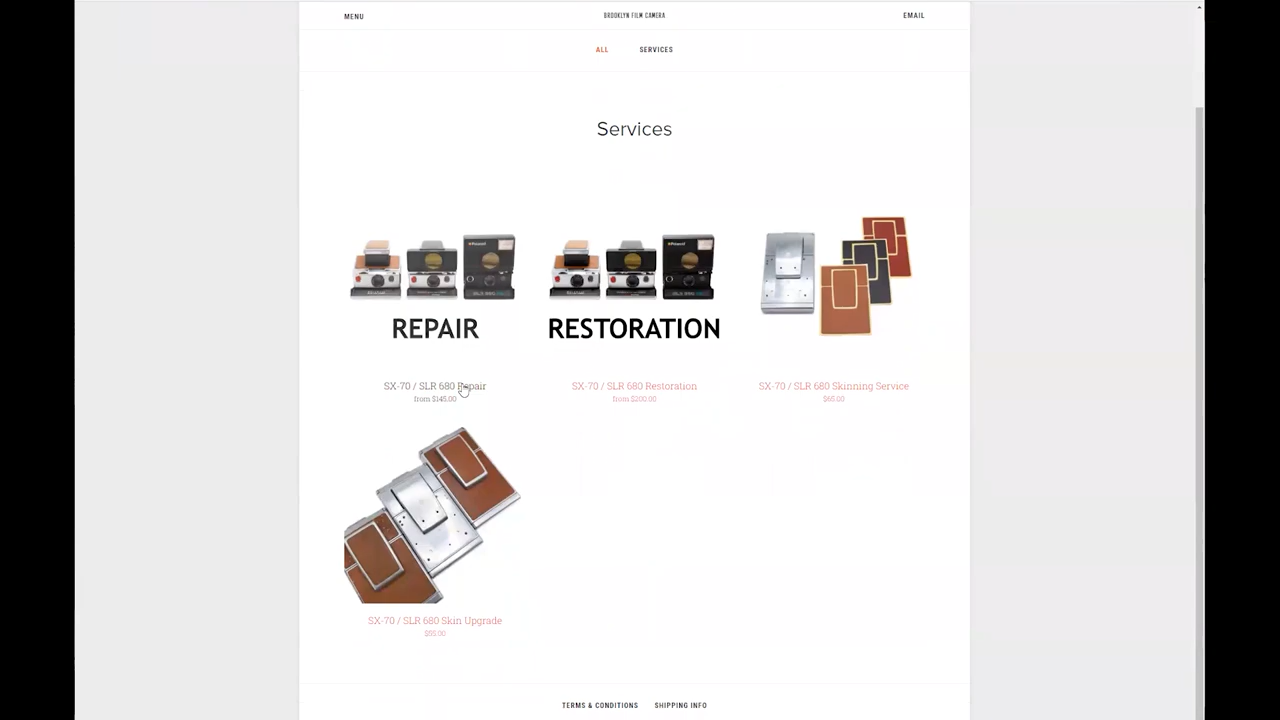 MENU
BROOKLYN FILM CAMERA
EMAIL
ALL
SERVICES
Services
REPAIR
RESTORATION
SX-70 / SLR 680 Repair
from $145.00
SX-70 / SLR 680 Restoration
from $200.00
SX-70 / SLR 680 Skinning Service
$65.00
SX-70 / SLR 680 Skin Upgrade
TERMS & CONDITIONS
SHIPPING INFO